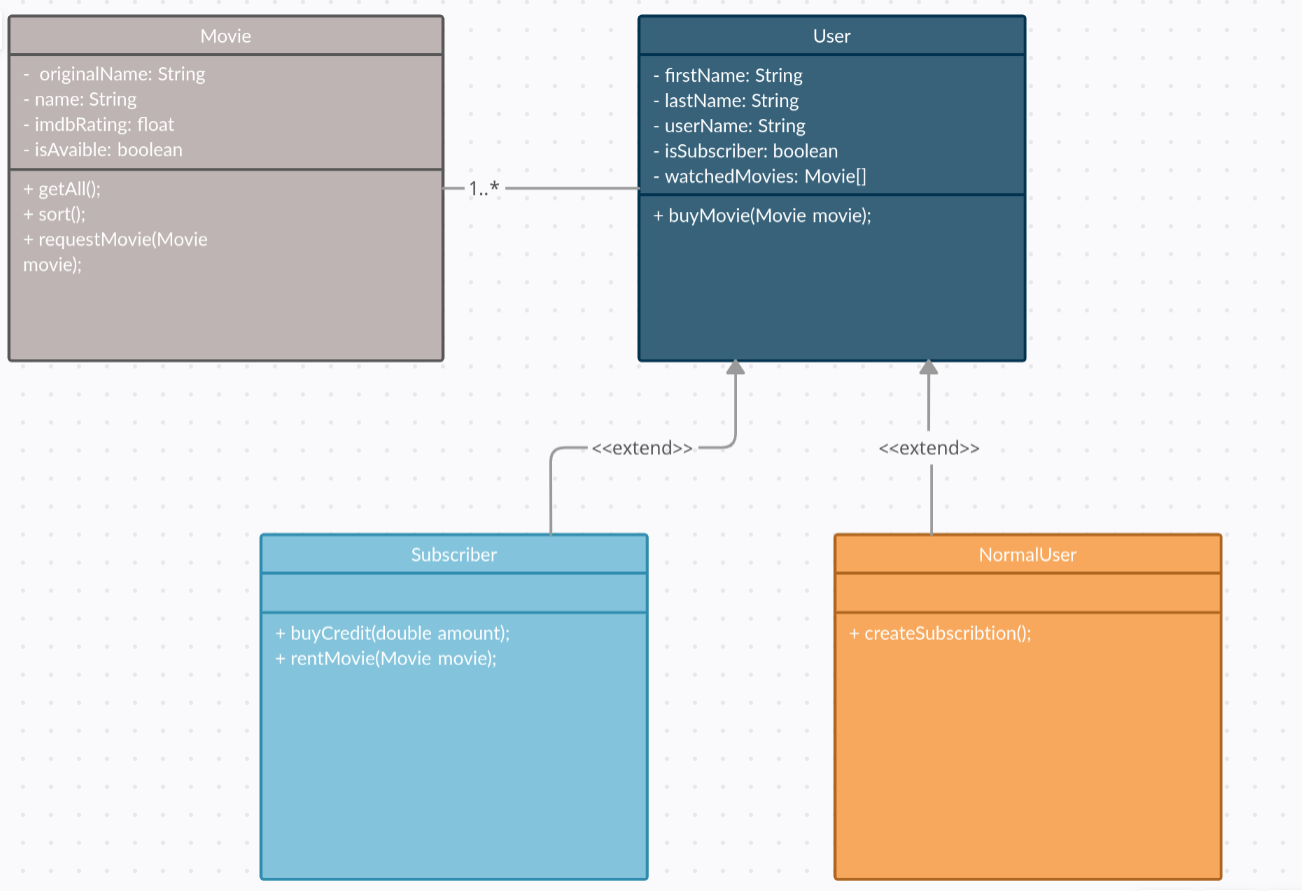 Movie
- originalName: String
- name: String
- imdbRating: float
- isAvaible: boolean
+ getAll();
+ sort();
+ requestMovie(Movie
movie);
1..*
User
- firstName: String
- lastName: String
- userName: String
- isSubscriber: boolean
- watchedMovies: Movie[]
+ buyMovie(Movie movie);
<<extend>>
<<extend>>
Subscriber
+ buyCredit(double amount);
+ rentMovie(Movie movie);
NormalUser
+ createSubscribtion();